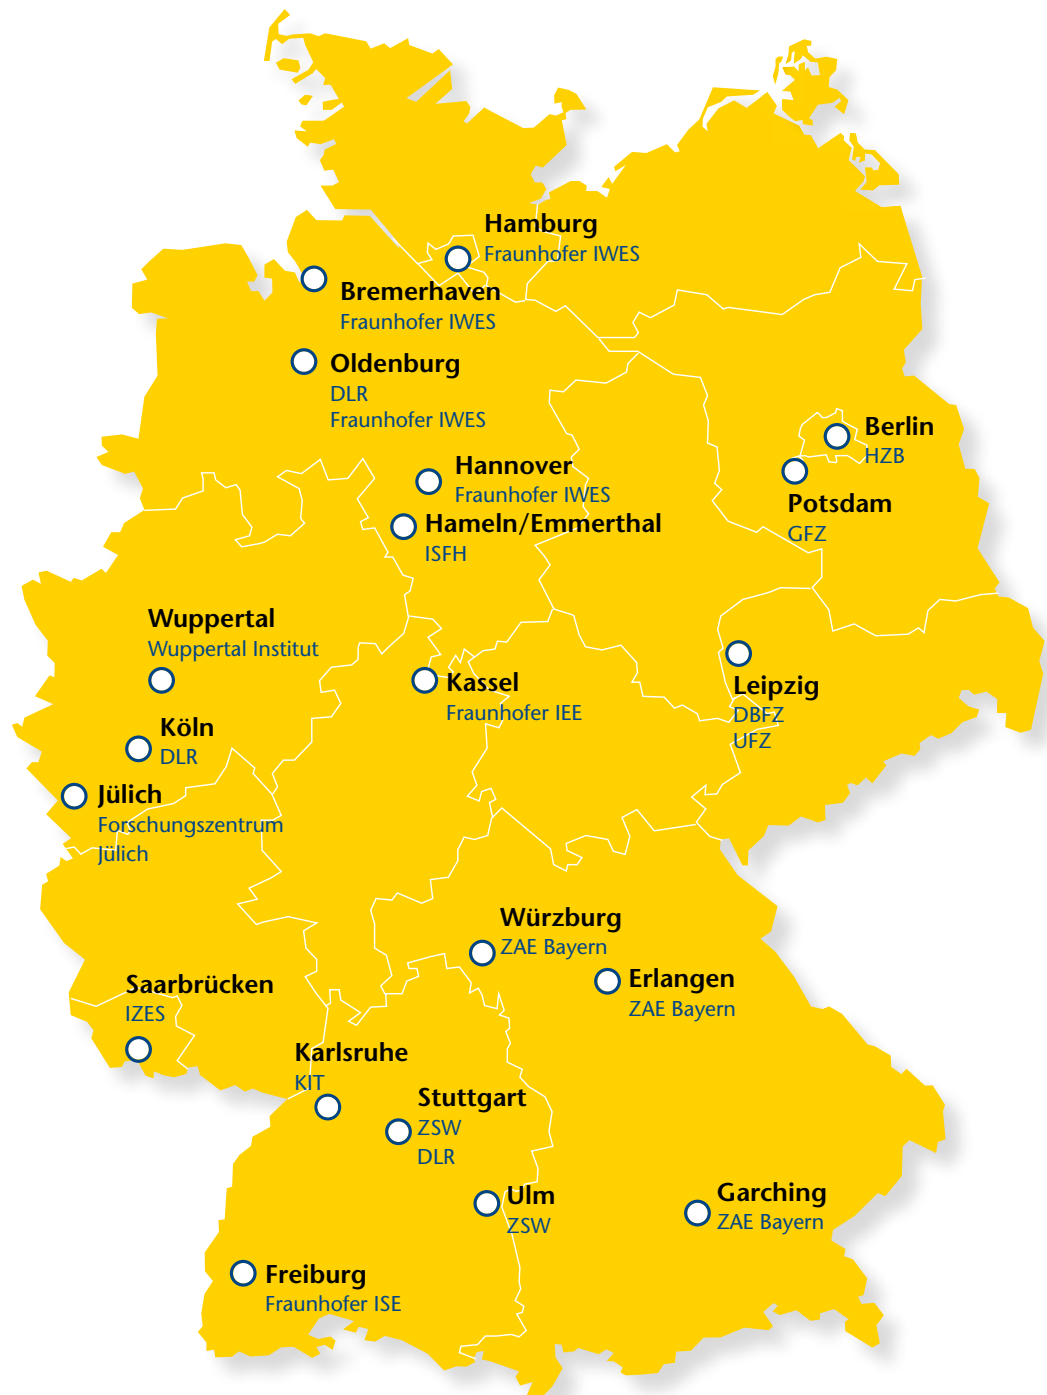 Hamburg
Fraunhofer IWES
Bremerhaven
Fraunhofer IWES
Oldenburg
DLR
Fraunhofer IWES
Berlin
HZB
Hannover
Fraunhofer IWES
Potsdam
GFZ
Hameln/Emmerthal
ISFH
Wuppertal
Wuppertal Institut
Kassel
Fraunhofer IEE
Leipzig
DBFZ
UFZ
Köln
DLR
Jülich
Forschungszentrum
Jülich
Würzburg
ZAE Bayern
Erlangen
ZAE Bayern
Saarbrücken
IZES
Karlsruhe
KIT
Stuttgart
ZSW
DLR
Ulm
ZSW
Garching
ZAE Bayern
Freiburg
Fraunhofer ISE